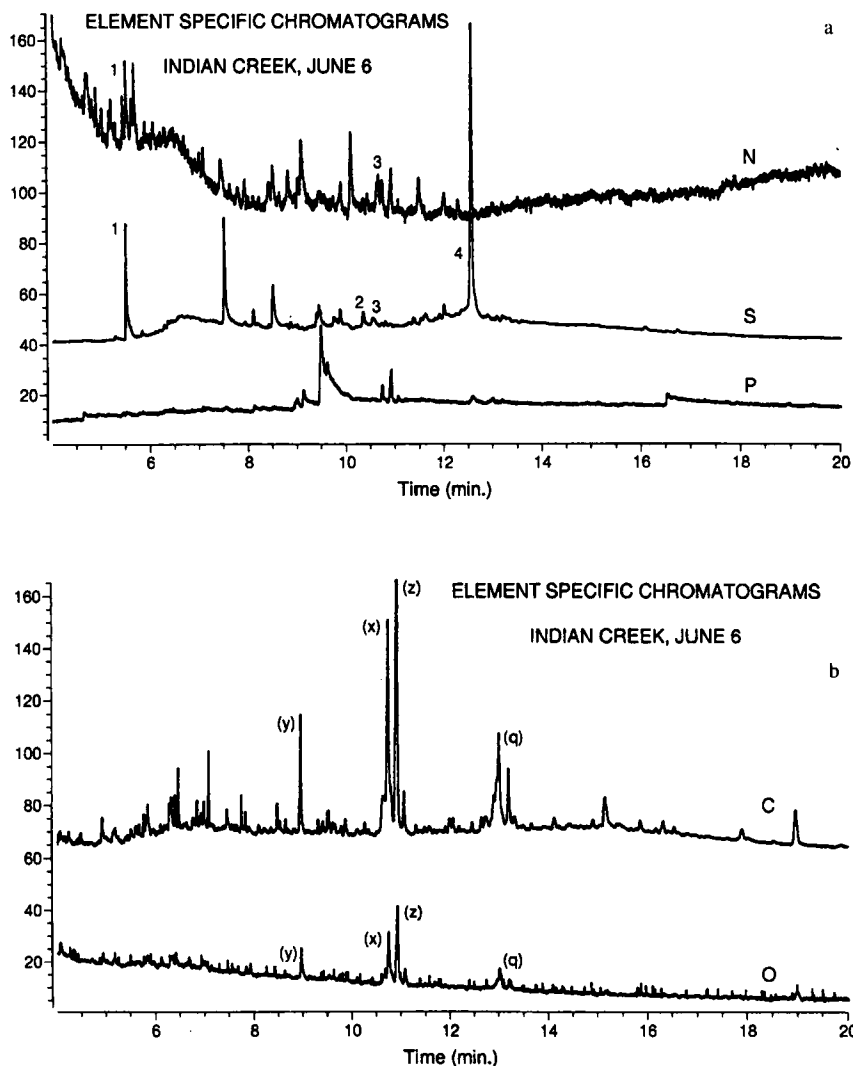 ELEMENT SPECIFIC CHROMATOGRAMS
a
INDIAN CREEK, JUNE 6
160
140
120
100
80
60
40
20
1
3
N
1
2
3
4
S
P
6
8
10
12
14
16
18
20
Time (min.)
ELEMENT SPECIFIC CHROMATOGRAMS
INDIAN CREEK, JUNE 6
b
160
140
120
100
80
60
40
20
(z)
(x)
(y)
(q)
C
(z)
(x)
(y)
(q)
O
6
8
10
12
14
16
18
20
Time (min.)